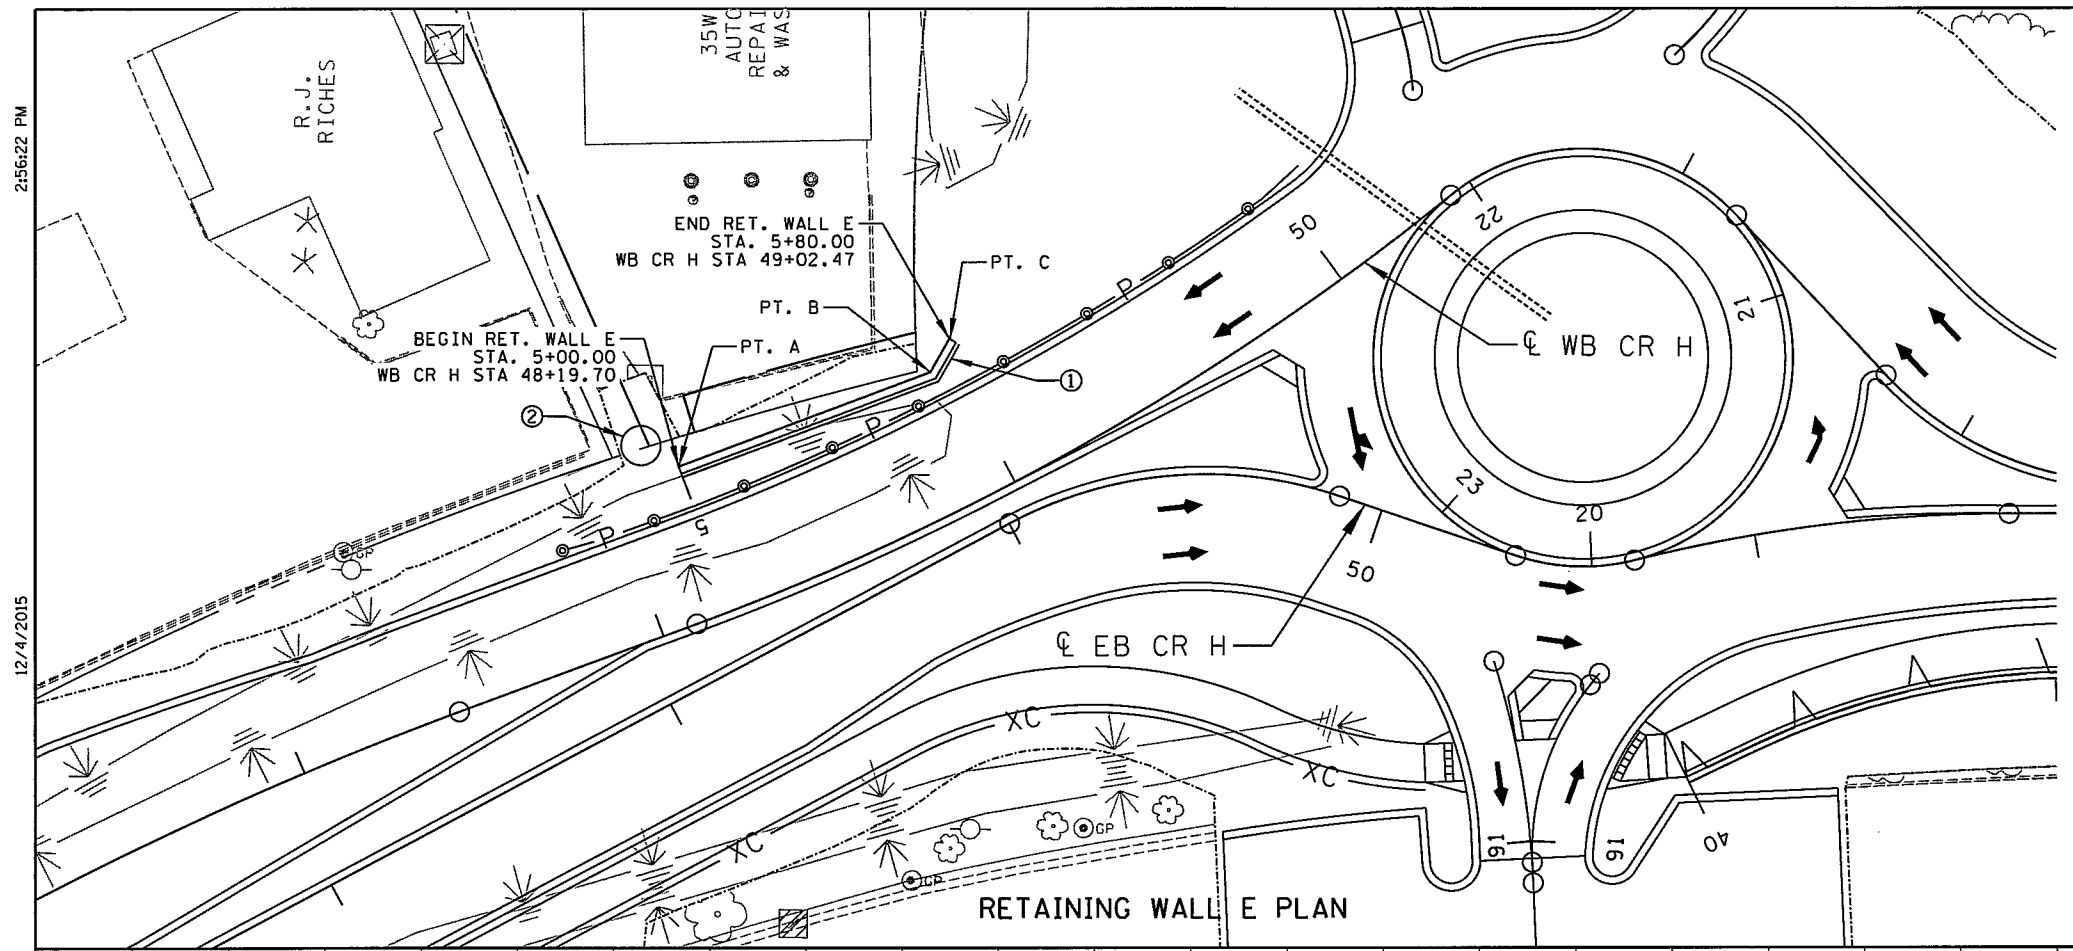 2:56:22 PM
12/4/2015
R.J.
RICHES
35W
AUTO
REPAI
& WAS
END RET. WALL E
STA. 5+80.00
WB CR H STA 49+02.47
PT. C
PT. B
BEGIN RET. WALL E
STA. 5+00.00
WB CR H STA 48+19.70
PT. A
1
2
P
P
P
5
50
22
21
℄ WB CR H
23
20
50
℄ EB CR H
GP
XC
XC
XC
GP
GP
91
91
40
RETAINING WALL E PLAN